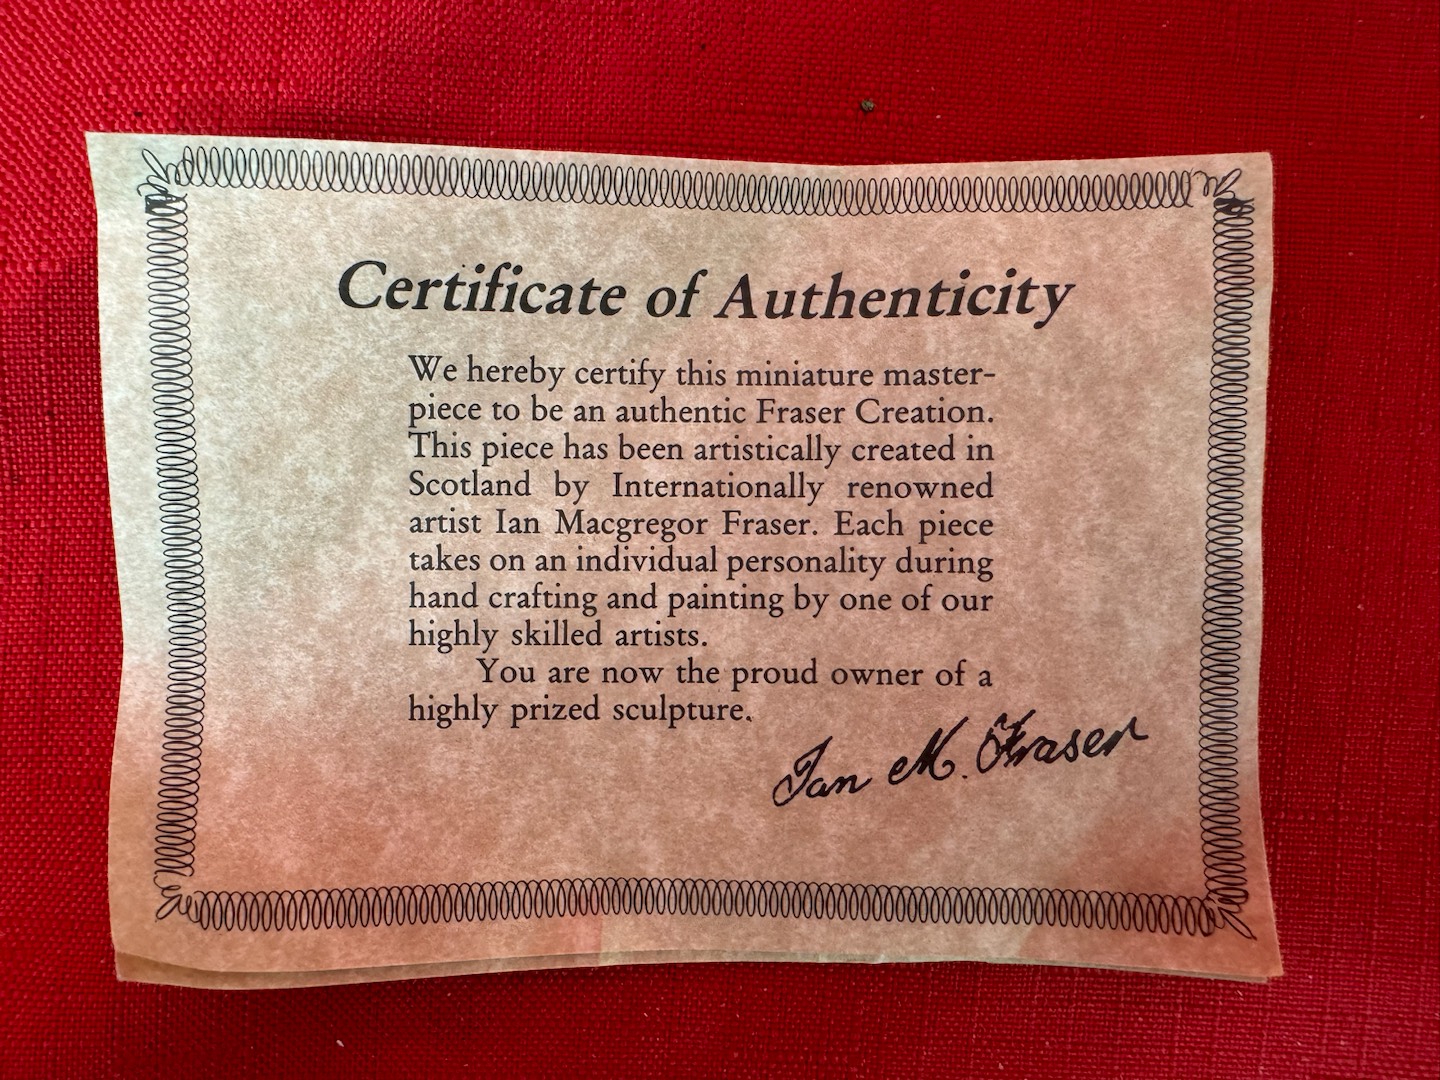 Certificate of Authenticity
We hereby certify this miniature master-
piece to be an authentic Fraser Creation.
This piece has been artistically created in
Scotland by Internationally renowned
artist Ian Macgregor Fraser. Each piece
takes on an individual personality during
hand crafting and painting by one of our
highly skilled artists.
You are now the proud owner of a
highly prized sculpture.
Ian M. Fraser